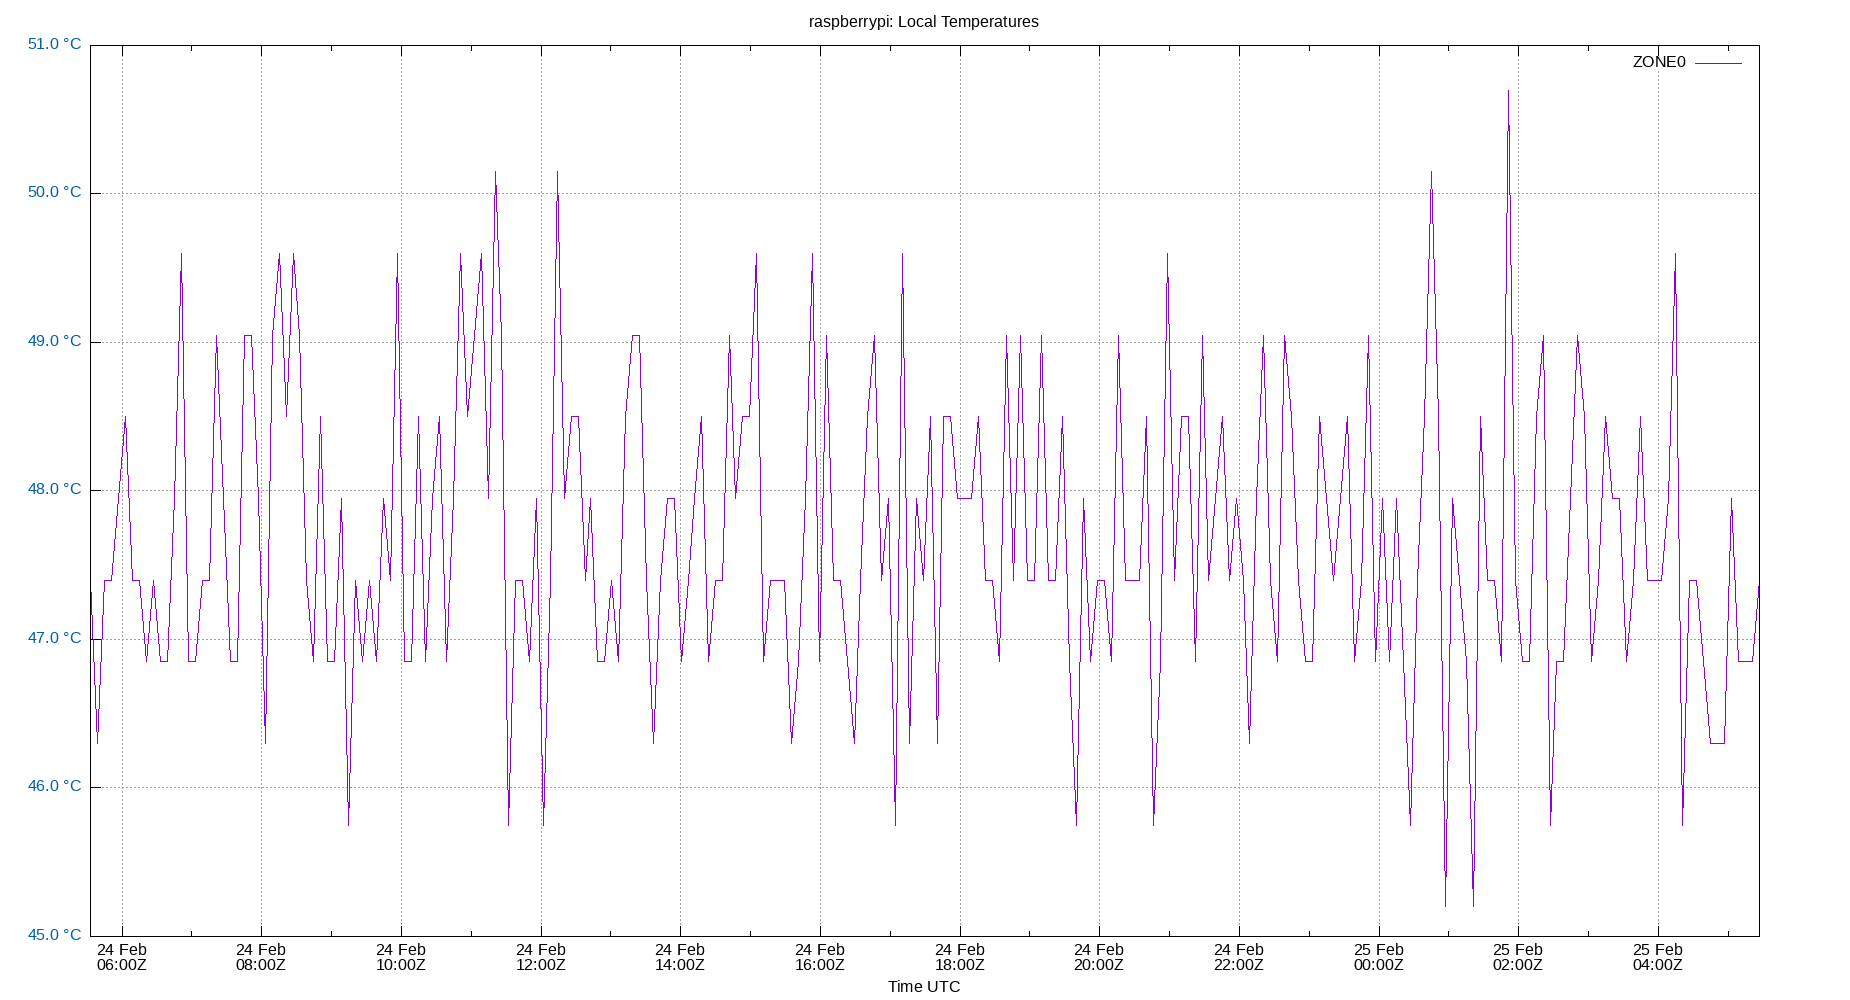 raspberrypi: Local Temperatures
51.0 °C
ZONE0
50.0 °C
49.0 °C
48.0 °C
47.0 °C
46.0 °C
45.0 °C
24 Feb 24 Feb 24 Feb 24 Feb 24 Feb 24 Feb 24 Feb 24 Feb 24 Feb 25 Feb 25 Feb 25 Feb
06:00Z 08:00Z 10:00Z 12:00Z 14:00Z 16:00Z 18:00Z 20:00Z 22:00Z 00:00Z 02:00Z 04:00Z
Time UTC